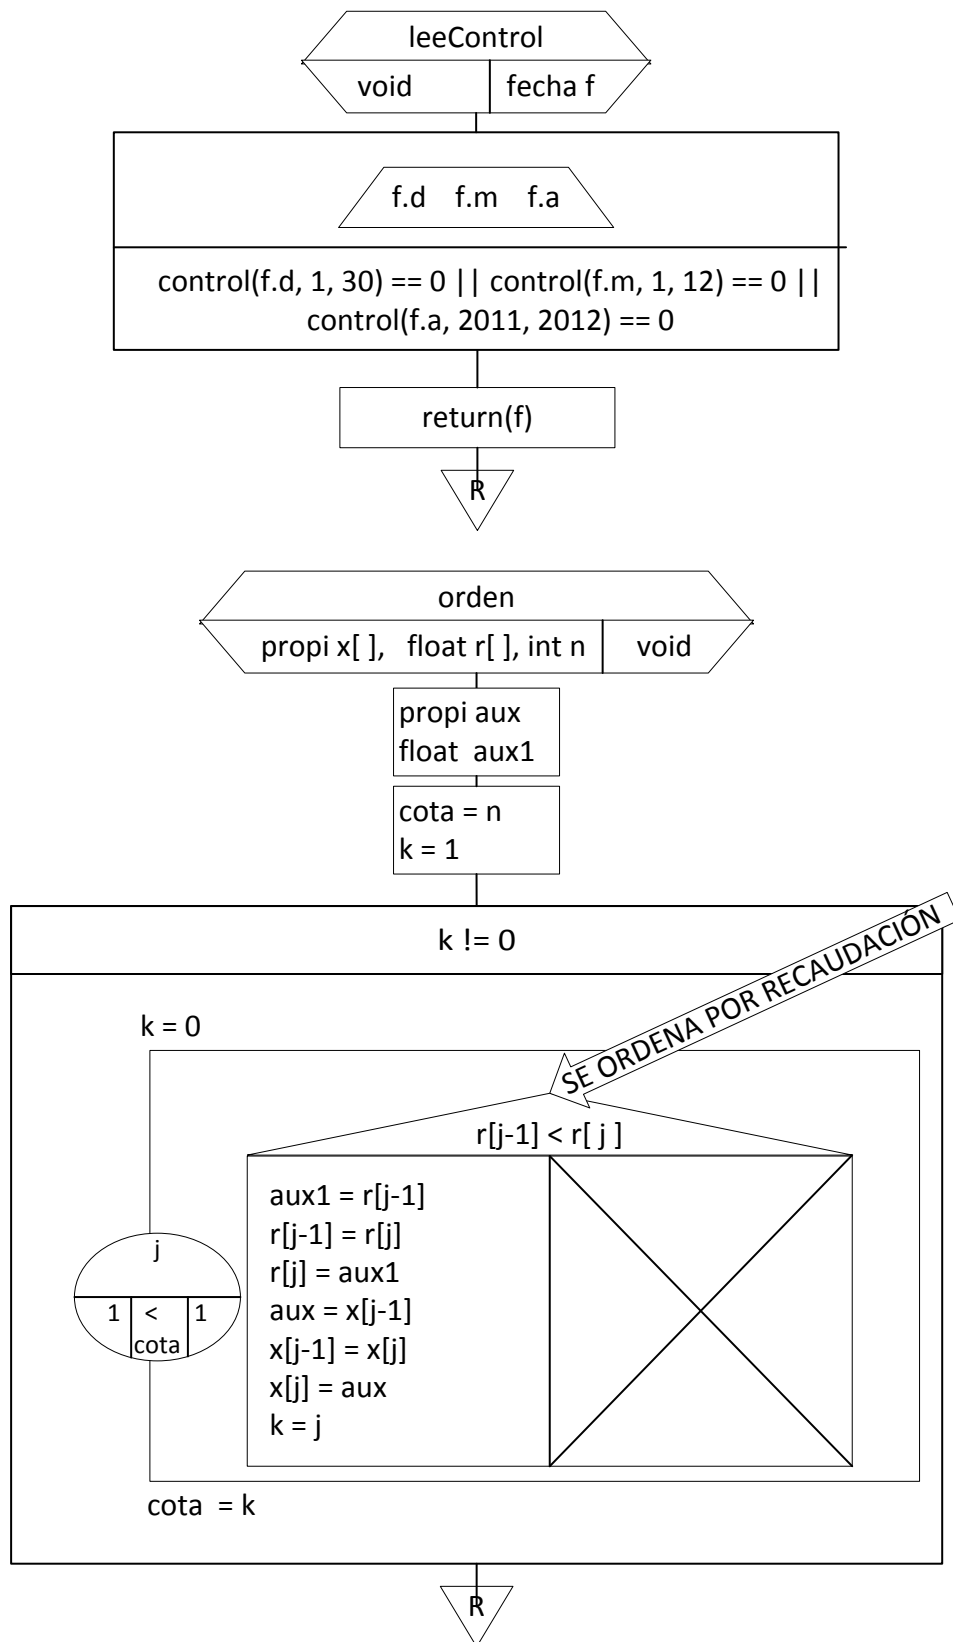 leeControl
void fecha f
f.d f.m f.a
control(f.d, 1, 30) == 0 || control(f.m, 1, 12) == 0 ||
control(f.a, 2011, 2012) == 0
return(f)
R
orden
propi x[ ], float r[ ], int n void
propi aux
float aux1
cota = n
k = 1
k != 0
SE ORDENA POR RECAUDACIÓN
k = 0
r[j-1] < r[ j ]
aux1 = r[j-1]
r[j-1] = r[j]
r[j] = aux1
aux = x[j-1]
x[j-1] = x[j]
x[j] = aux
k = j
j
1 < 1
cota
cota = k
R